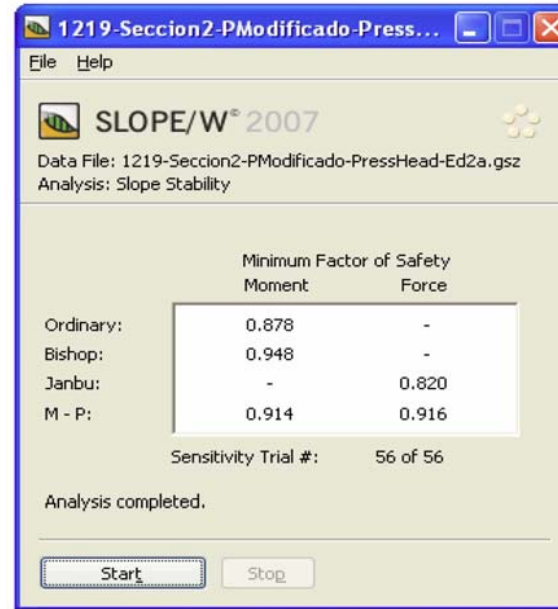 1219-Seccion2-PModificado-Press...
File Help
SLOPE/W© 2007
Data File: 1219-Seccion2-PModificado-PressHead-Ed2a.gsz
Analysis: Slope Stability
Minimum Factor of Safety
Moment Force
Ordinary: 0.878 -
Bishop: 0.948 -
Janbu: - 0.820
M - P: 0.914 0.916
Sensitivity Trial #: 56 of 56
Analysis completed.
Start Stop